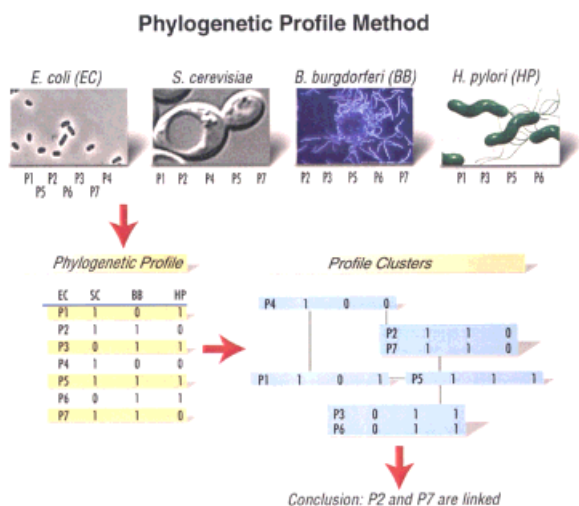 Phylogenetic Profile Method
E. coli (EC)
S. cerevisiae
B. burgdorferi (BB)
H. pylori (HP)
P1 P2 P3 P4
P5 P6 P7
P1 P2 P4 P5 P7
P2 P3 P5 P6 P7
P1 P3 P5 P6
Phylogenetic Profile
EC SC BB HP
P1 1 0 1
P2 1 1 0
P3 0 1 1
P4 1 0 0
P5 1 1 1
P6 0 1 1
P7 1 1 0
Profile Clusters
P4 1 0 0
P2 1 1 0
P7 1 1 0
P1 1 0 1
P5 1 1 1
P3 0 1 1
P6 0 1 1
Conclusion: P2 and P7 are linked